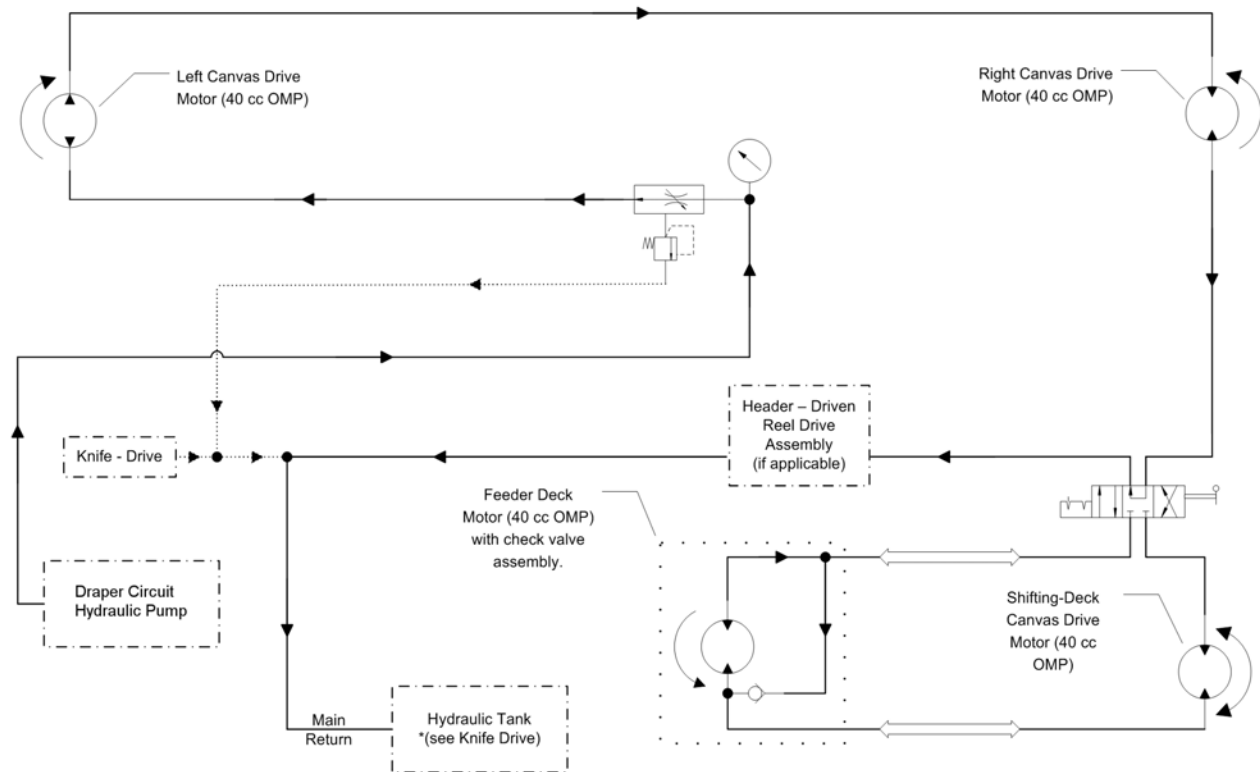 Left Canvas Drive
Motor (40 cc OMP)
Right Canvas Drive
Motor (40 cc OMP)
Header – Driven
Reel Drive
Assembly
(if applicable)
Knife - Drive
Feeder Deck
Motor (40 cc OMP)
with check valve
assembly.
Draper Circuit
Hydraulic Pump
Shifting-Deck
Canvas Drive
Motor (40 cc
OMP)
Main
Return
Hydraulic Tank
*(see Knife Drive)